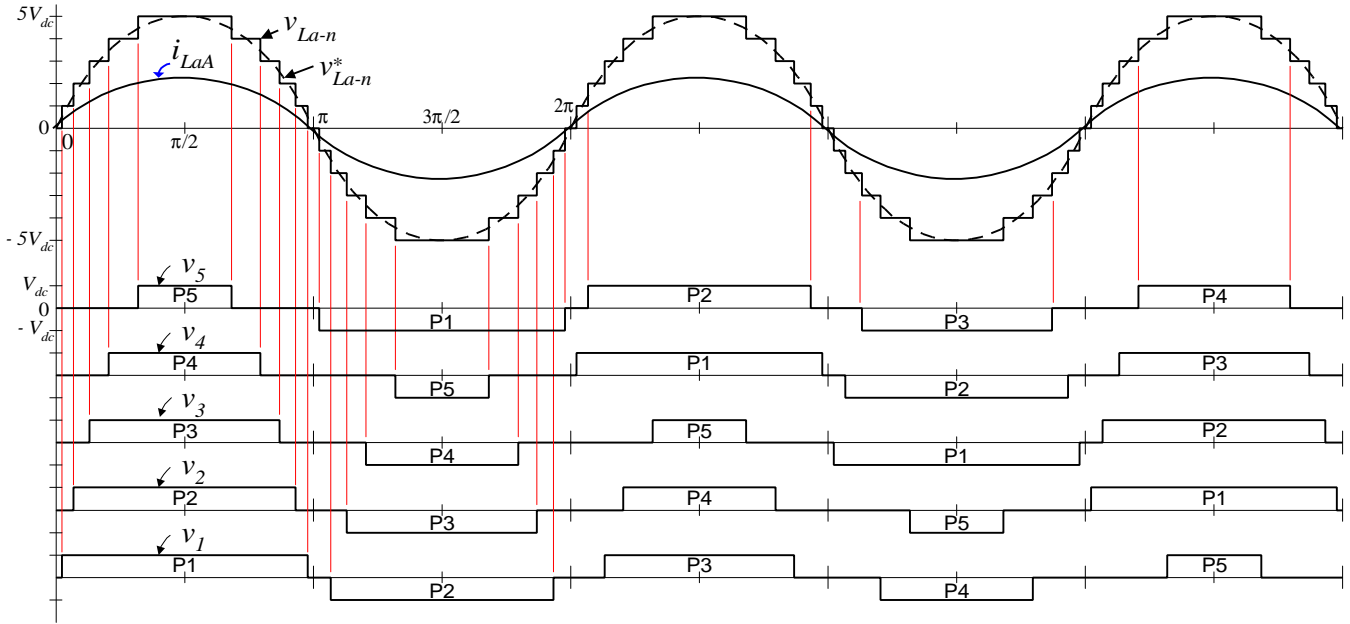 5V_dc
v_La-n
i_LaA
v*_La-n
0
0
π/2
π
3π/2
2π
- 5V_dc
v_5
V_dc
0
- V_dc
P5
P1
P2
P3
P4
v_4
P4
P5
P1
P2
P3
v_3
P3
P4
P5
P1
P2
v_2
P2
P3
P4
P5
P1
v_1
P1
P2
P3
P4
P5